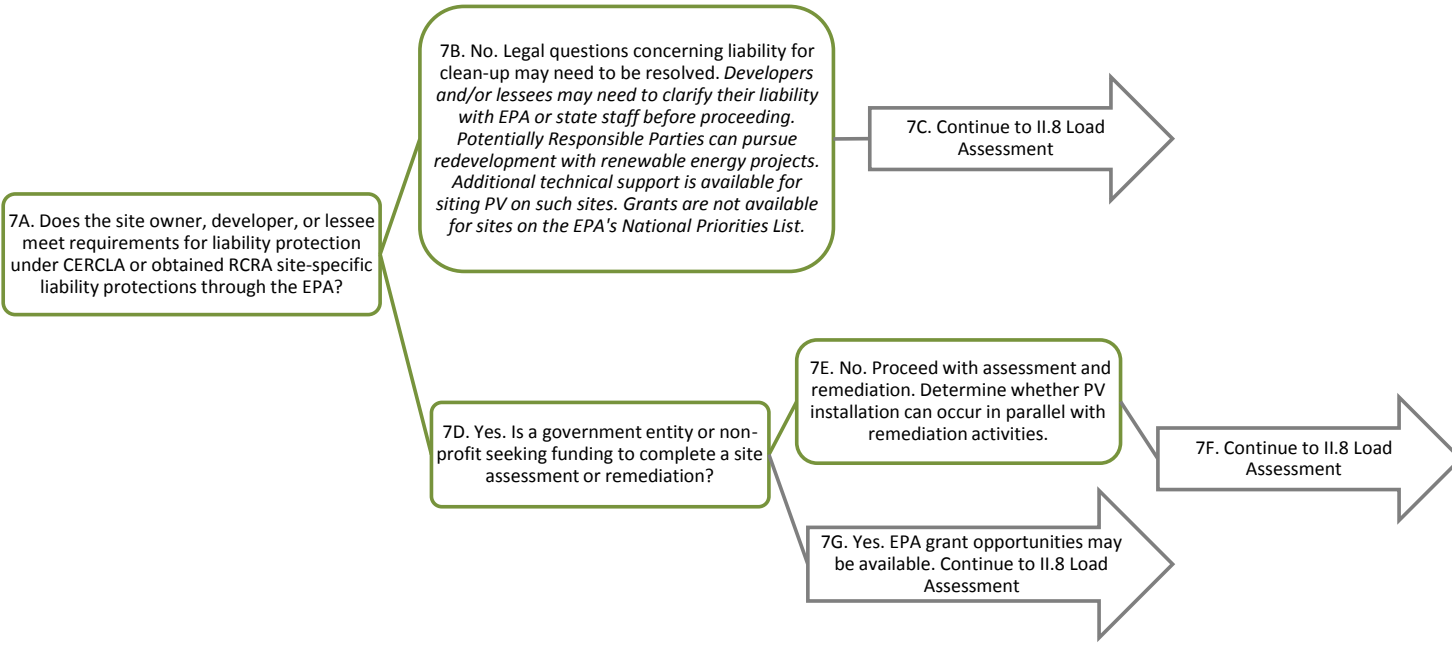 7B. No. Legal questions concerning liability for
clean-up may need to be resolved. Developers
and/or lessees may need to clarify their liability
with EPA or state staff before proceeding.
Potentially Responsible Parties can pursue
redevelopment with renewable energy projects.
Additional technical support is available for
siting PV on such sites. Grants are not available
for sites on the EPA's National Priorities List.
7C. Continue to II.8 Load
Assessment
7A. Does the site owner, developer, or lessee
meet requirements for liability protection
under CERCLA or obtained RCRA site-specific
liability protections through the EPA?
7D. Yes. Is a government entity or non-
profit seeking funding to complete a site
assessment or remediation?
7E. No. Proceed with assessment and
remediation. Determine whether PV
installation can occur in parallel with
remediation activities.
7F. Continue to II.8 Load
Assessment
7G. Yes. EPA grant opportunities may
be available. Continue to II.8 Load
Assessment